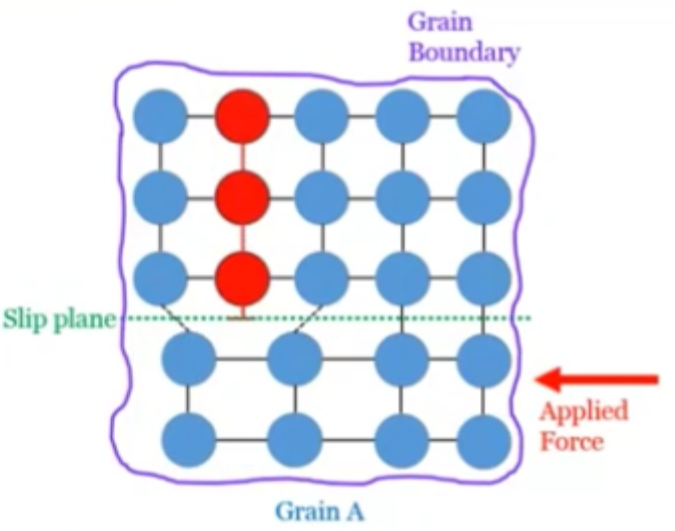 Grain
Boundary
Slip plane
Applied
Force
Grain A